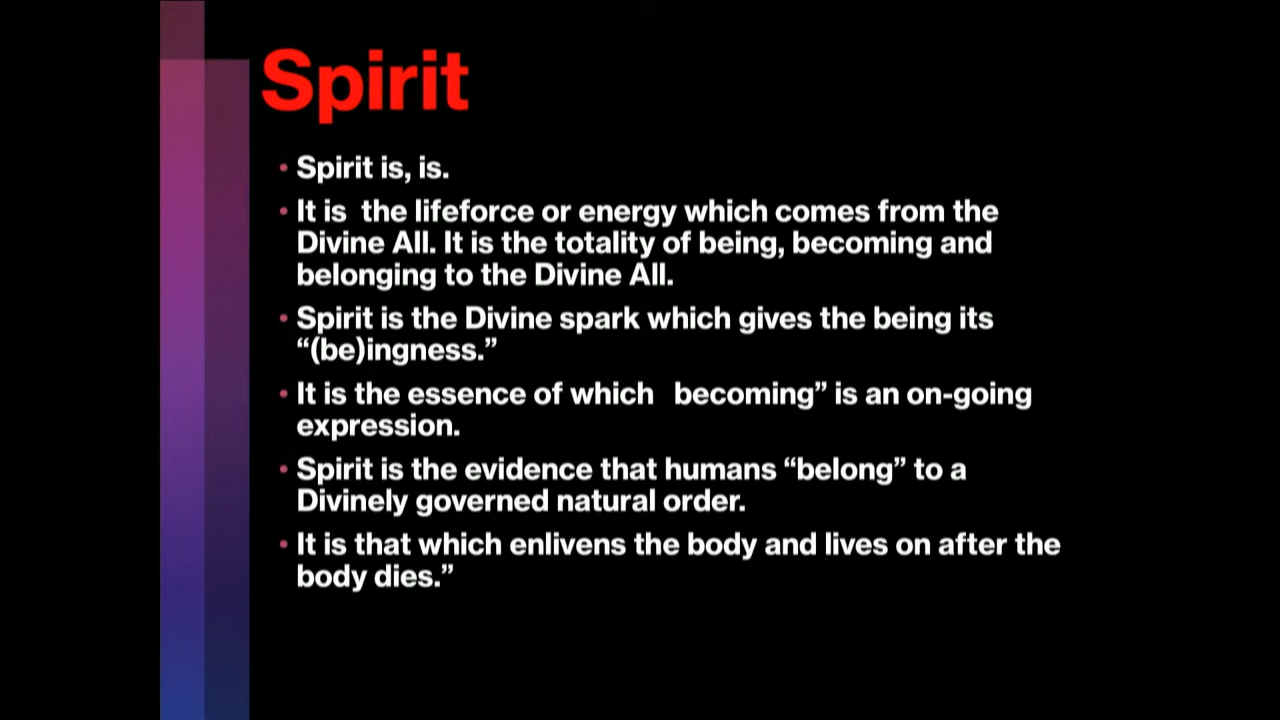 Spirit
• Spirit is, is.
• It is  the lifeforce or energy which comes from the
Divine All. It is the totality of being, becoming and
belonging to the Divine All.
• Spirit is the Divine spark which gives the being its
“(be)ingness.”
• It is the essence of which   becoming” is an on-going
expression.
• Spirit is the evidence that humans “belong” to a
Divinely governed natural order.
• It is that which enlivens the body and lives on after the
body dies.”